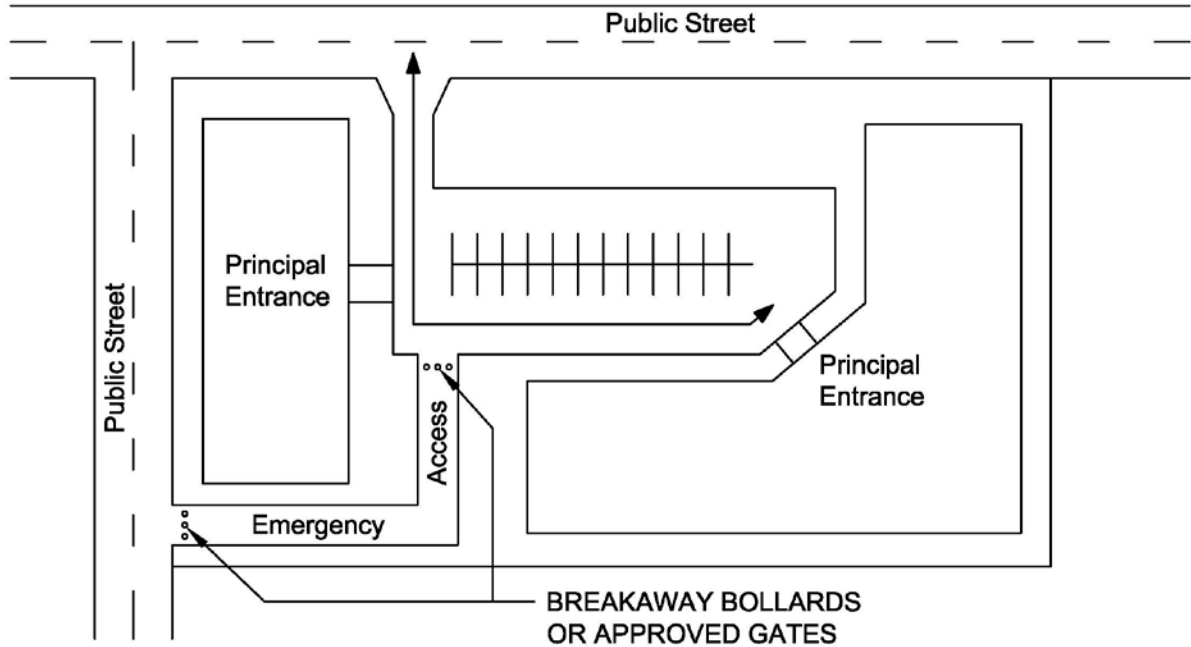 Public Street
Principal
Entrance
Public Street
Principal
Entrance
Access
Emergency
BREAKAWAY BOLLARDS
OR APPROVED GATES